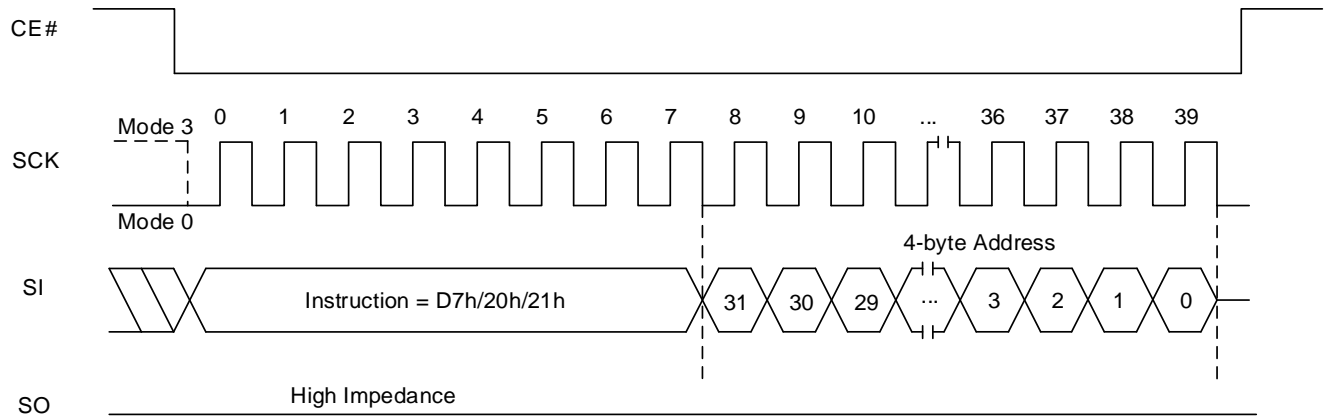 CE#
0 1 2 3 4 5 6 7 8 9 10 ... 36 37 38 39
Mode 3
SCK
Mode 0
4-byte Address
SI
Instruction = D7h/20h/21h 31 30 29 ... 3 2 1 0
High Impedance
SO